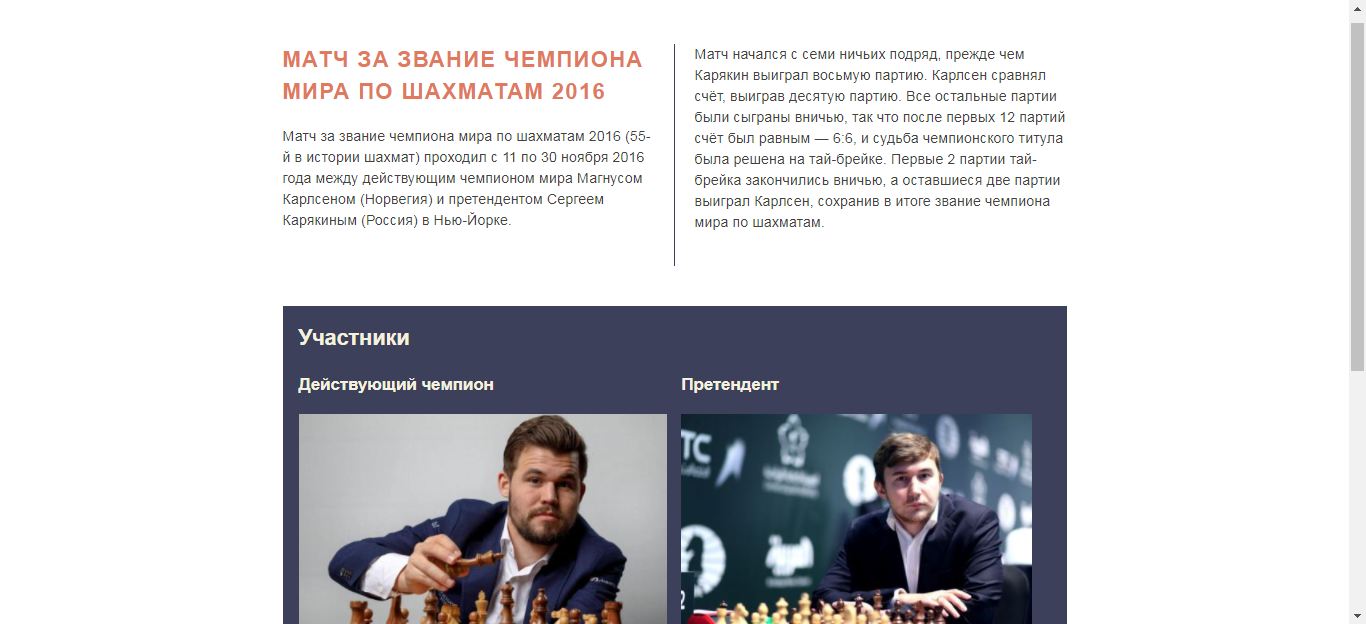 МАТЧ ЗА ЗВАНИЕ ЧЕМПИОНА
МИРА ПО ШАХМАТАМ 2016
Матч за звание чемпиона мира по шахматам 2016 (55-
й в истории шахмат) проходил с 11 по 30 ноября 2016
года между действующим чемпионом мира Магнусом
Карлсеном (Норвегия) и претендентом Сергеем
Карякиным (Россия) в Нью-Йорке.
Матч начался с семи ничьих подряд, прежде чем
Карякин выиграл восьмую партию. Карлсен сравнял
счёт, выиграв десятую партию. Все остальные партии
были сыграны вничью, так что после первых 12 партий
счёт был равным — 6:6, и судьба чемпионского титула
была решена на тай-брейке. Первые 2 партии тай-
брейка закончились вничью, а оставшиеся две партии
выиграл Карлсен, сохранив в итоге звание чемпиона
мира по шахматам.
Участники
Действующий чемпион
Претендент
TC
2